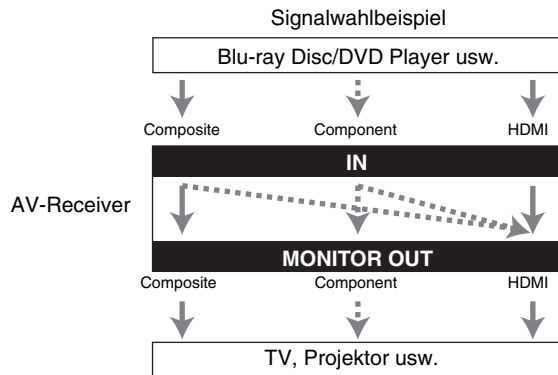 Signalwahlbeispiel
Blu-ray Disc/DVD Player usw.
Composite Component HDMI
IN
AV-Receiver
MONITOR OUT
Composite Component HDMI
TV, Projektor usw.